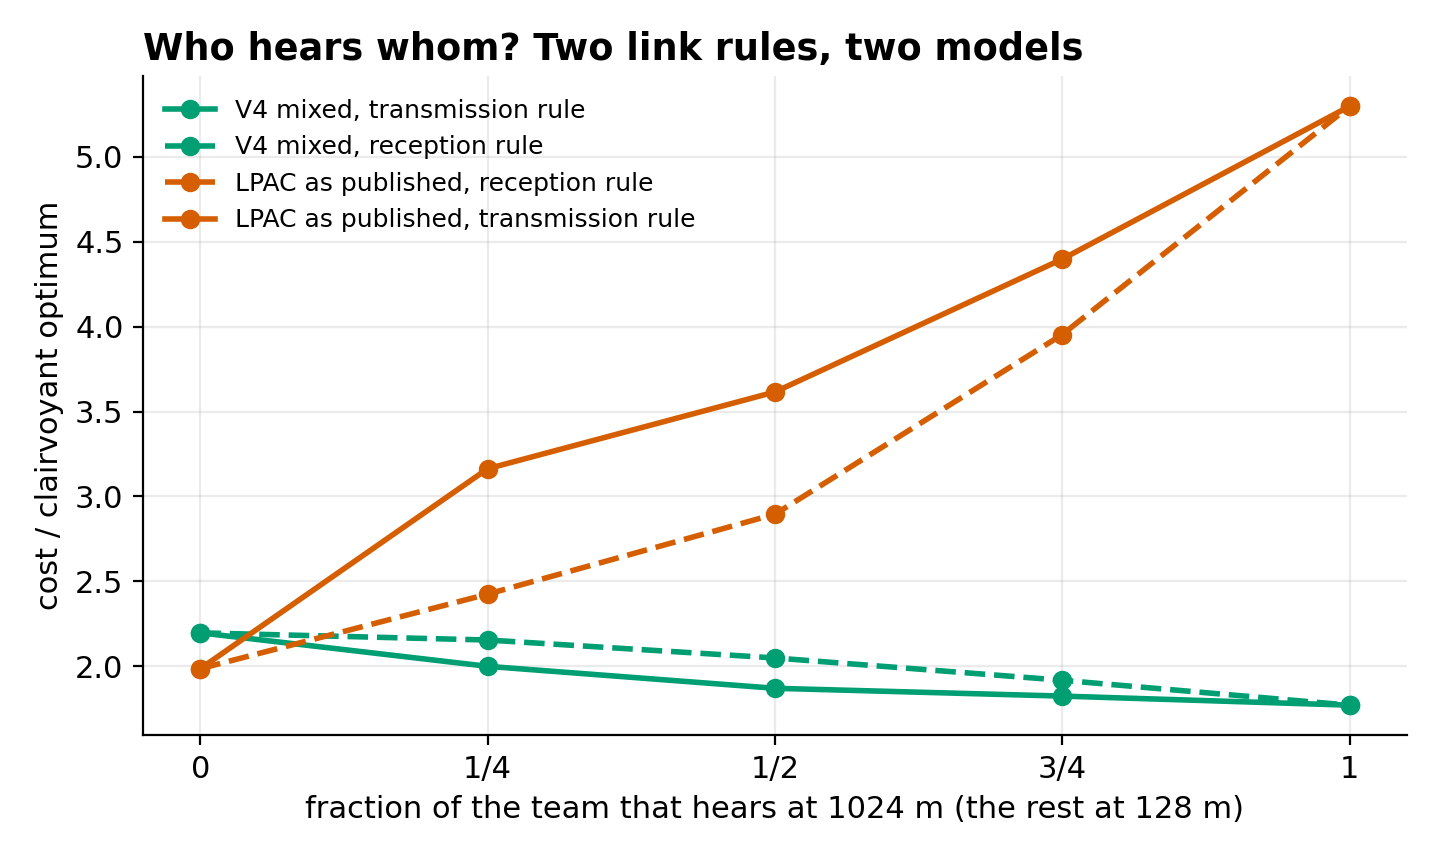 Who hears whom? Two link rules, two models
V4 mixed, transmission rule
V4 mixed, reception rule
LPAC as published, reception rule
LPAC as published, transmission rule
cost / clairvoyant optimum
5.0
4.5
4.0
3.5
3.0
2.5
2.0
0
1/4
1/2
3/4
1
fraction of the team that hears at 1024 m (the rest at 128 m)